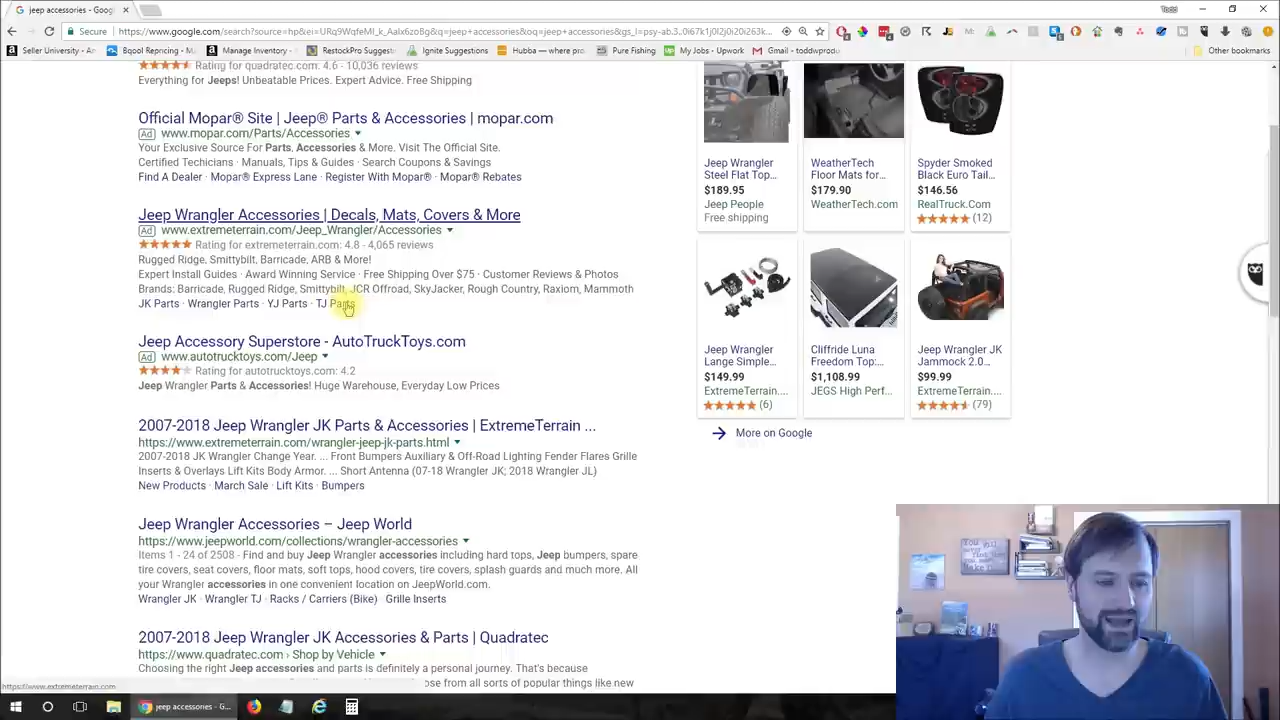 jeep accessories - G...
Todd
Secure
https://www.google.com/search?source=hp&ei=URq9WqfeMI_k_Aalx6zoBg&q=jeep+accessories&oq=jeep+accessories&gs_l=psy-ab.3..0i67k1j0l2j0i20i263k...
Seller University - An
Bqool Repricing - Bq
Manage Inventory -
RestockPro Suggest
Ignite Suggestions
Hubba — where pro
Pure Fishing
My Jobs / Upwork
Gmail - toddwprodu
Other bookmarks
Rating for quadratec.com: 4.6 - 10,036 reviews
Everything for Jeeps! Unbeatable Prices. Expert Advice. Free Shipping
Official Mopar® Site | Jeep® Parts & Accessories | mopar.com
Ad www.mopar.com/Parts/Accessories
Your Exclusive Source For Parts, Accessories & More. Visit The Official Site.
Certified Techicians · Manuals, Tips & Guides · Search Coupons & Savings
Find A Dealer · Mopar® Express Lane · Register With Mopar® · Mopar® Rebates
Jeep Wrangler Accessories | Decals, Mats, Covers & More
Ad www.extremeterrain.com/Jeep_Wrangler/Accessories
Rating for extremeterrain.com: 4.8 - 4,065 reviews
Rugged Ridge, Smittybilt, Barricade, ARB & More!
Expert Install Guides · Award Winning Service · Free Shipping Over $75 · Customer Reviews & Photos
Brands: Barricade, Rugged Ridge, Smittybilt, JCR Offroad, SkyJacker, Rough Country, Raxiom, Mammoth
JK Parts · Wrangler Parts · YJ Parts · TJ Parts
Jeep Accessory Superstore - AutoTruckToys.com
Ad www.autotrucktoys.com/Jeep
Rating for autotrucktoys.com: 4.2
Jeep Wrangler Parts & Accessories! Huge Warehouse, Everyday Low Prices
2007-2018 Jeep Wrangler JK Parts & Accessories | ExtremeTerrain ...
https://www.extremeterrain.com/wrangler-jeep-jk-parts.html
2007-2018 JK Wrangler Change Year. ... Front Bumpers Auxiliary & Off-Road Lighting Fender Flares Grille
Inserts & Overlays Lift Kits Body Armor. ... Short Antenna (07-18 Wrangler JK; 2018 Wrangler JL)
New Products · March Sale · Lift Kits · Bumpers
Jeep Wrangler Accessories – Jeep World
https://www.jeepworld.com/collections/wrangler-accessories
Items 1 - 24 of 2508 - Find and buy Jeep Wrangler accessories including hard tops, Jeep bumpers, spare
tire covers, seat covers, floor mats, soft tops, hood covers, tire covers, splash guards and much more. All
your Wrangler accessories in one convenient location on JeepWorld.com.
Wrangler JK · Wrangler TJ · Racks / Carriers (Bike) · Grille Inserts
2007-2018 Jeep Wrangler JK Accessories & Parts | Quadratec
https://www.quadratec.com › Shop by Vehicle
Choosing the right Jeep accessories and parts is definitely a personal journey. That's because
ose from all sorts of popular things like new
Jeep Wrangler
Steel Flat Top...
$189.95
Jeep People
Free shipping
WeatherTech
Floor Mats for...
$179.90
WeatherTech.com
Spyder Smoked
Black Euro Tail...
$146.56
RealTruck.Com
(12)
Jeep Wrangler
Lange Simple...
$149.99
ExtremeTerrain....
(6)
Cliffride Luna
Freedom Top:...
$1,108.99
JEGS High Perf...
Jeep Wrangler JK
Jammock 2.0...
$99.99
ExtremeTerrain....
(79)
More on Google
https://www.extremeterrain.com
jeep accessories - G...